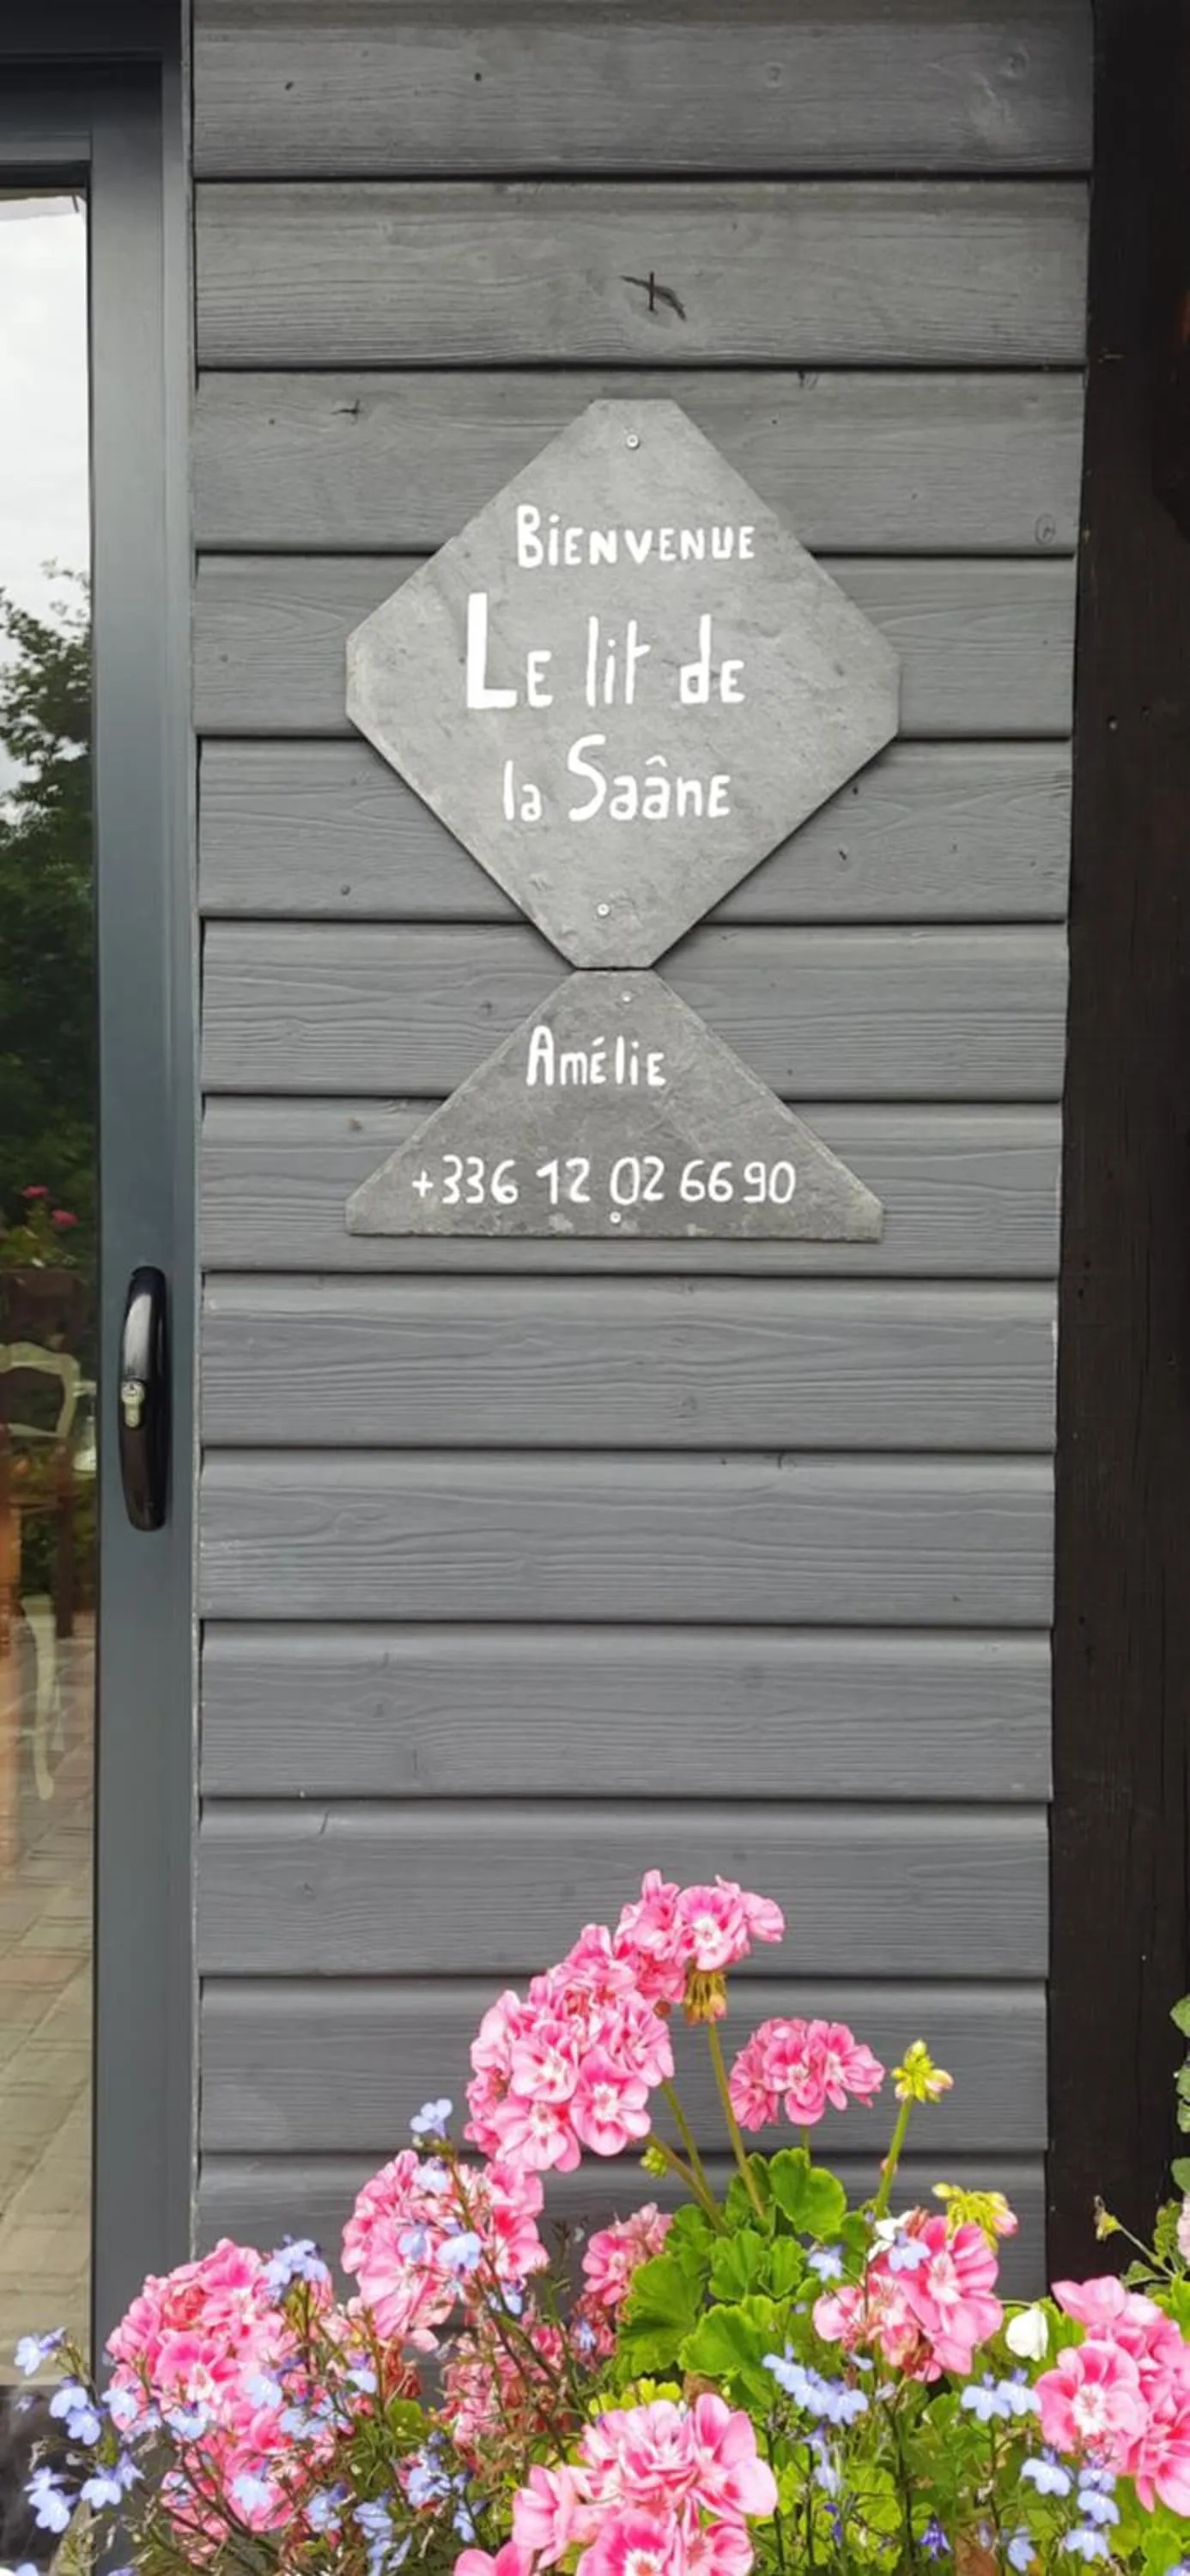 BiENVENUE
LE lit dE
la SaânE
AméliE
+336 12 02 66 90